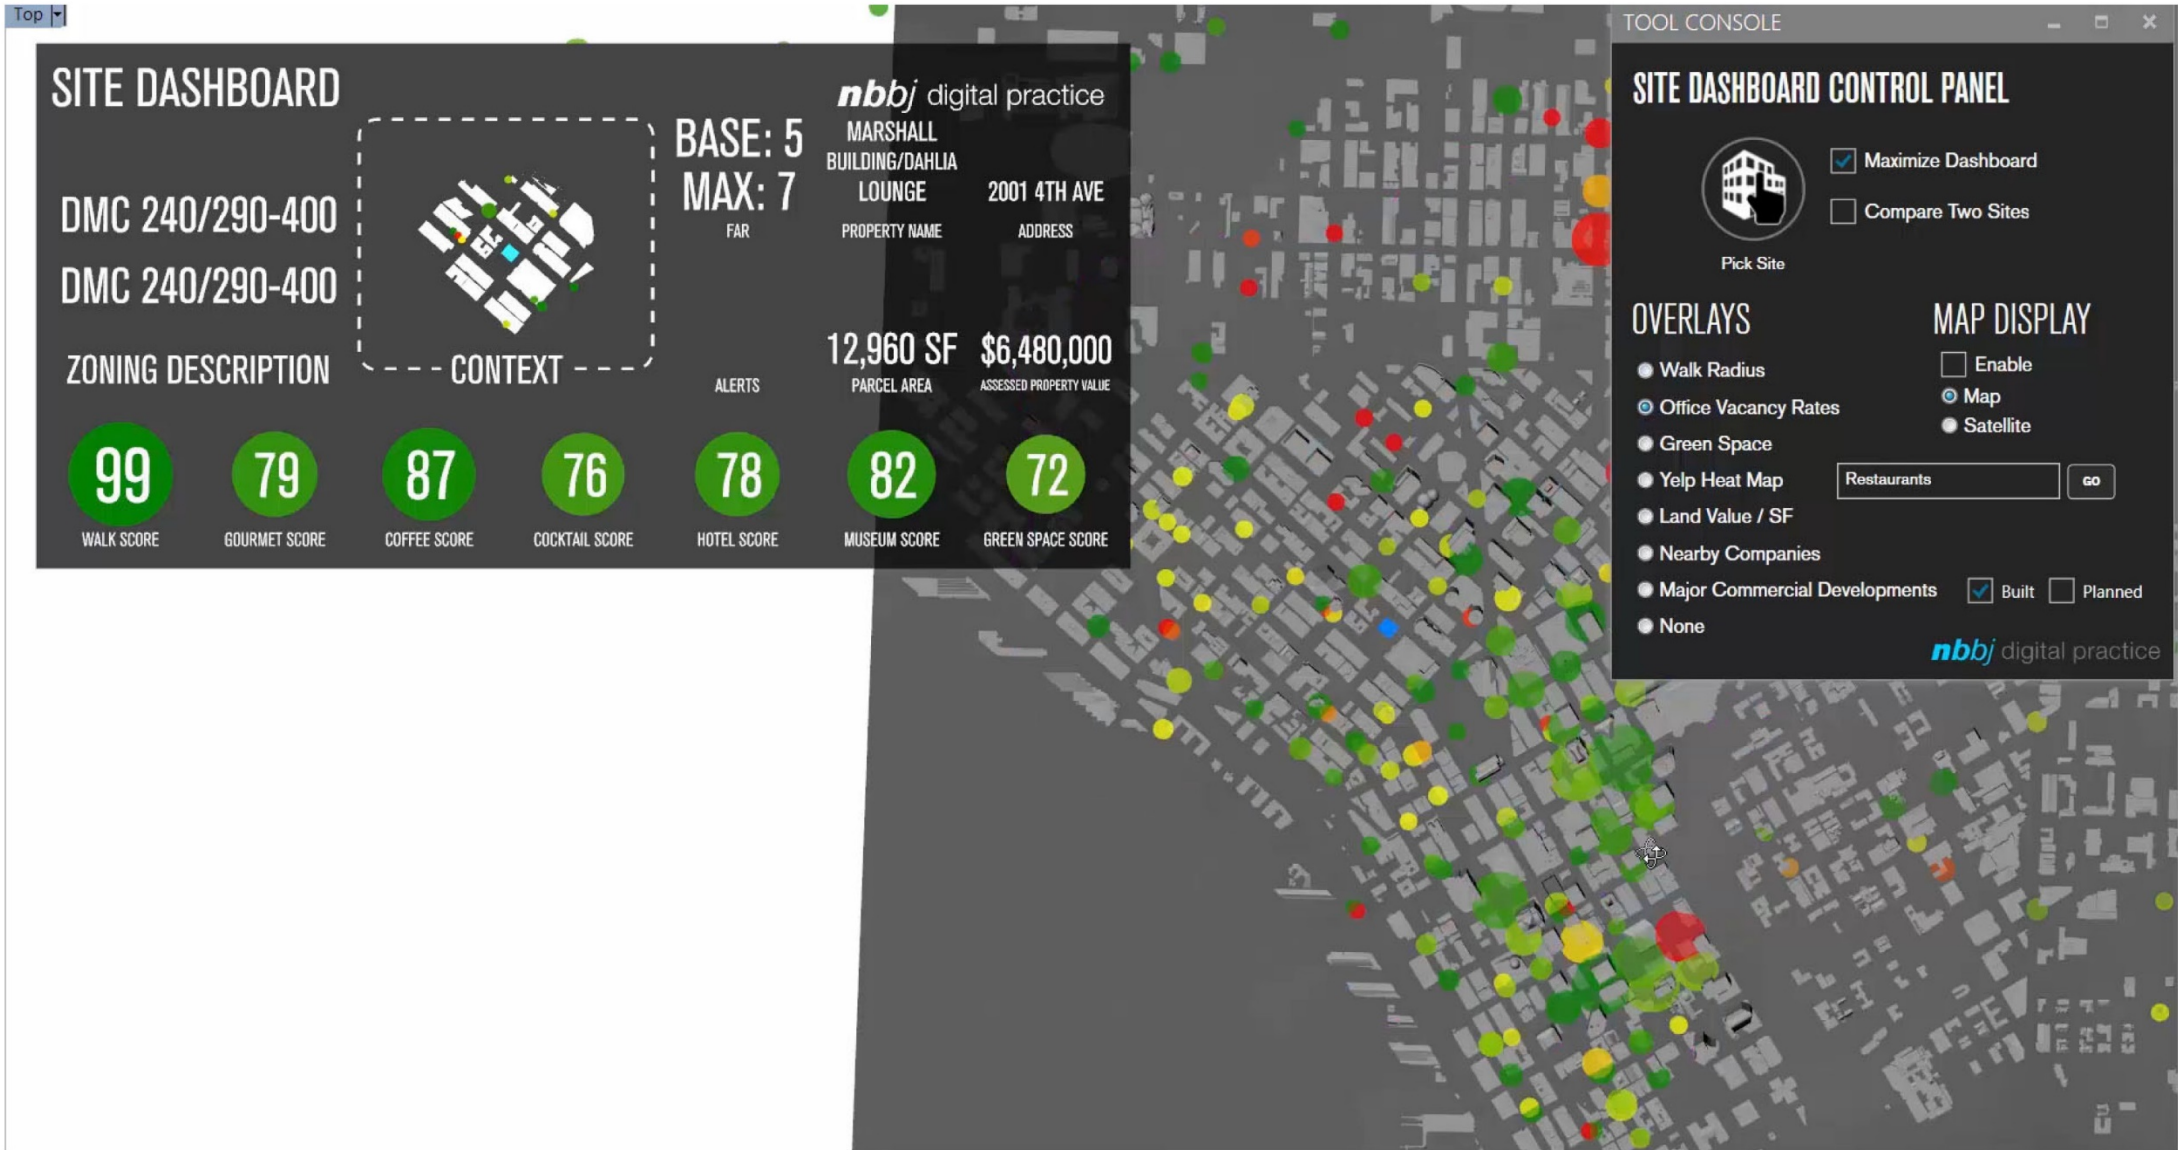 Top
SITE DASHBOARD
nbbj digital practice
DMC 240/290-400
DMC 240/290-400
ZONING DESCRIPTION
CONTEXT
BASE: 5
MAX: 7
FAR
MARSHALL
BUILDING/DAHLIA
LOUNGE
PROPERTY NAME
2001 4TH AVE
ADDRESS
ALERTS
12,960 SF
PARCEL AREA
$6,480,000
ASSESSED PROPERTY VALUE
99
WALK SCORE
79
GOURMET SCORE
87
COFFEE SCORE
76
COCKTAIL SCORE
78
HOTEL SCORE
82
MUSEUM SCORE
72
GREEN SPACE SCORE
TOOL CONSOLE
SITE DASHBOARD CONTROL PANEL
Pick Site
Maximize Dashboard
Compare Two Sites
OVERLAYS
Walk Radius
Office Vacancy Rates
Green Space
Yelp Heat Map
Restaurants
GO
Land Value / SF
Nearby Companies
Major Commercial Developments
Built
Planned
None
MAP DISPLAY
Enable
Map
Satellite
nbbj digital practice